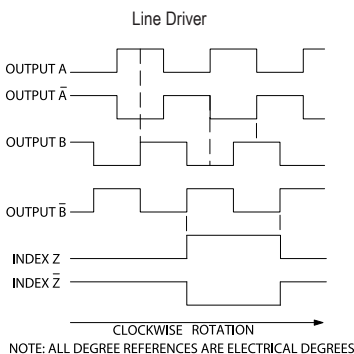 Line Driver
OUTPUT A
OUTPUT A̅
OUTPUT B
OUTPUT B̅
INDEX Z
INDEX Z̅
CLOCKWISE ROTATION
NOTE: ALL DEGREE REFERENCES ARE ELECTRICAL DEGREES